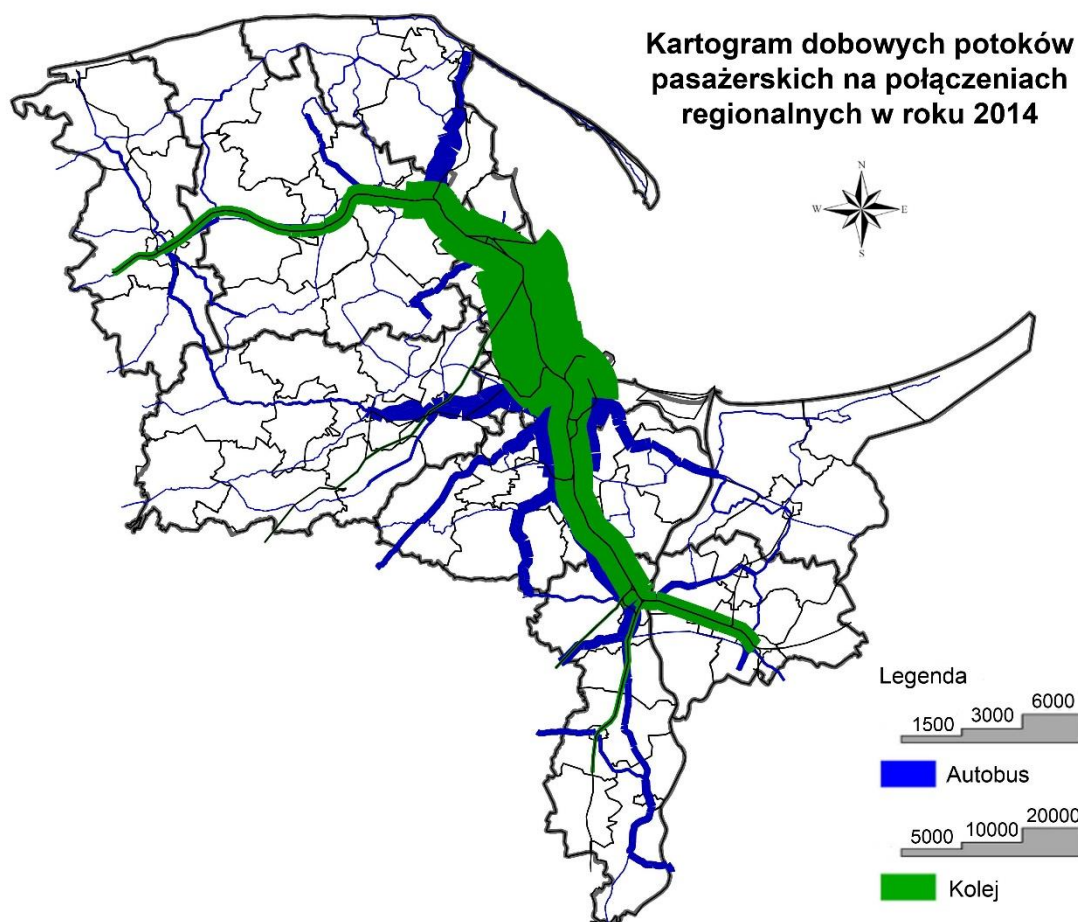 Kartogram dobowych potoków
pasażerskich na połączeniach
regionalnych w roku 2014
N
W E
S
Legenda
1500 3000 6000
Autobus
5000 10000 20000
Kolej